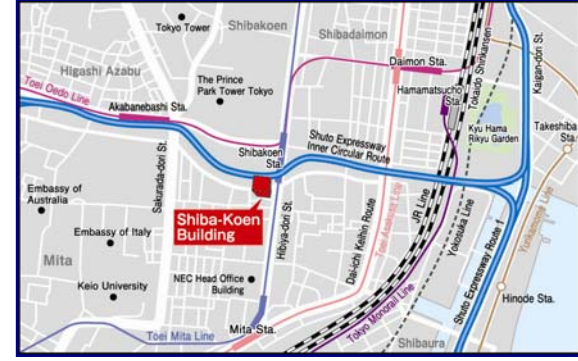 Tokyo Tower
Shibakoen
Shibadaimon
Higashi Azabu
Toei Oedo Line
Akabanebashi Sta.
The Prince
Park Tower Tokyo
Daimon Sta.
Hamamatsucho
Sta.
Tokaido Shinkansen
Kaigan-dori St.
Kyu Hama
Rikyu Garden
Takeshiba
Sta.
Shibakoen
Sta.
Shuto Expressway
Inner Circular Route
Embassy of
Australia
Sakurada-dori St.
Shiba-Koen
Building
Embassy of Italy
Mita
Keio University
NEC Head Office
Building
Hibiya-dori St.
Dai-ichi Keihin Route
Toei Asakusa Line
JR Line
Yokosuka Line
Shuto Expressway Route 1
Yurikamome Line
Hinode Sta.
Toei Mita Line
Mita Sta.
Tokyo Monorail Line
Shibaura